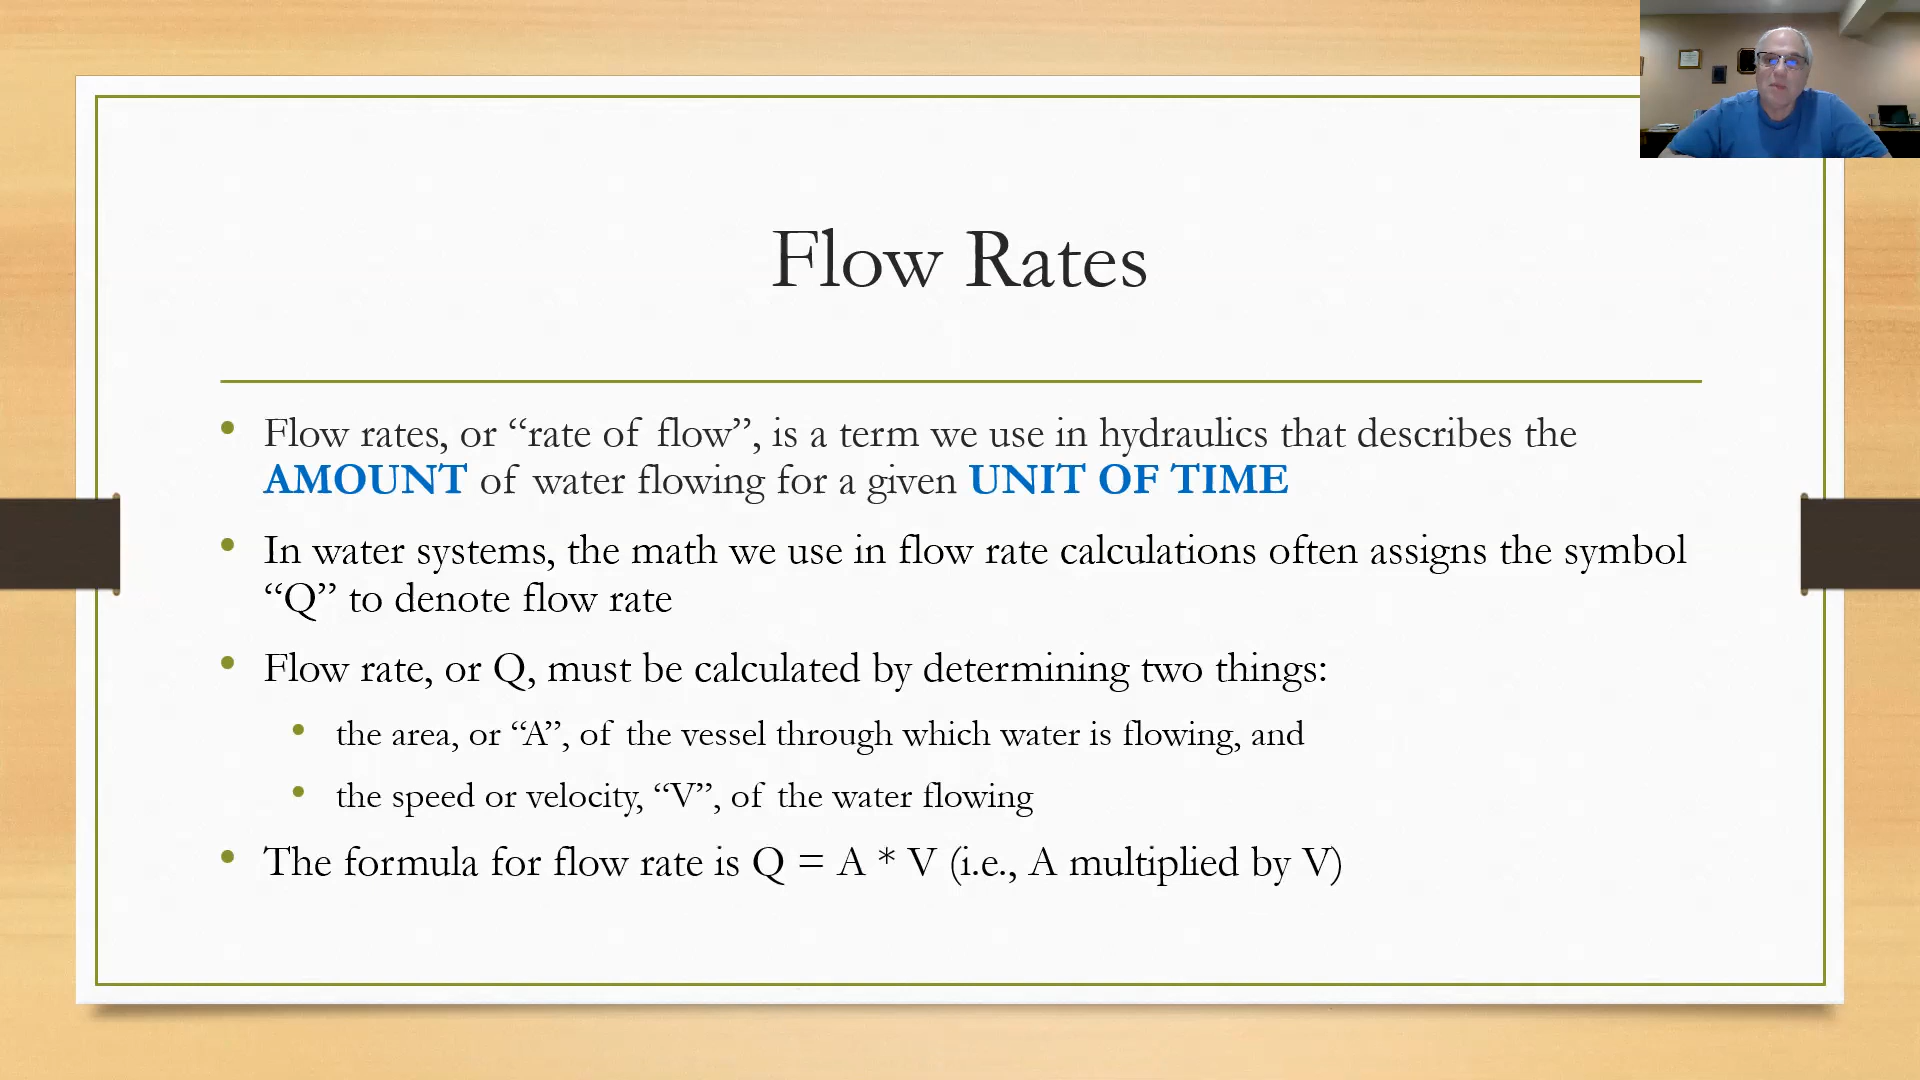 Flow Rates
• Flow rates, or “rate of flow”, is a term we use in hydraulics that describes the
AMOUNT of water flowing for a given UNIT OF TIME
• In water systems, the math we use in flow rate calculations often assigns the symbol
“Q” to denote flow rate
• Flow rate, or Q, must be calculated by determining two things:
• the area, or “A”, of the vessel through which water is flowing, and
• the speed or velocity, “V”, of the water flowing
• The formula for flow rate is Q = A * V (i.e., A multiplied by V)